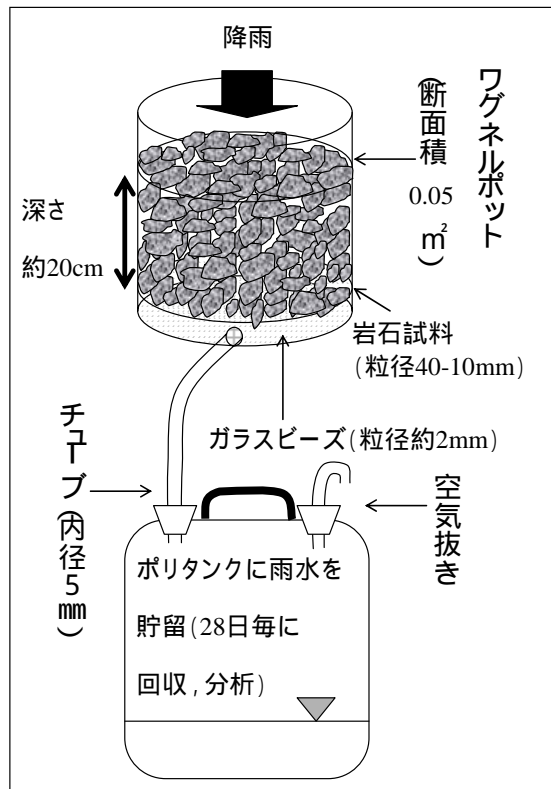 降雨
ワグネルポット
(断面積
0.05
㎡)
深さ
約20cm
岩石試料
(粒径40-10mm)
ガラスビーズ(粒径約2mm)
チューブ
(内径5㎜)
空気抜き
ポリタンクに雨水を
貯留(28日毎に
回収,分析)